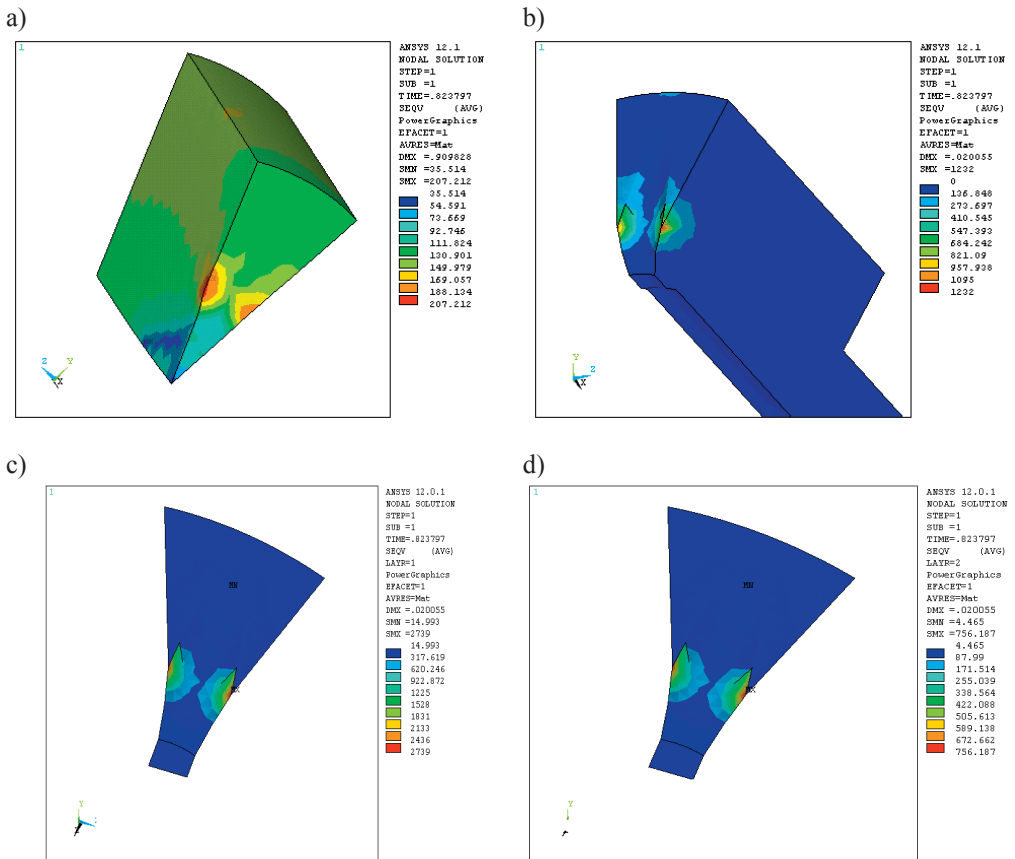 a)
1
ANSYS 12.1
NODAL SOLUTION
STEP=1
SUB =1
TIME=.823797
SEQV (AVG)
PowerGraphics
EFACET=1
AVRES=Mat
DMX =.909828
SMN =35.514
SMX =207.212
35.514
54.591
73.669
92.746
111.824
130.901
149.979
169.057
188.134
207.212
Z
Y
X
b)
1
ANSYS 12.1
NODAL SOLUTION
STEP=1
SUB =1
TIME=.823797
SEQV (AVG)
PowerGraphics
EFACET=1
AVRES=Mat
DMX =.020055
SMX =1232
0
136.848
273.697
410.545
547.393
684.242
821.09
957.938
1095
1232
Y
Z
X
c)
1
ANSYS 12.0.1
NODAL SOLUTION
STEP=1
SUB =1
TIME=.823797
SEQV (AVG)
LAYR=1
PowerGraphics
EFACET=1
AVRES=Mat
DMX =.020055
SMN =14.993
SMX =2739
14.993
317.619
620.246
922.872
1225
1528
1831
2133
2436
2739
MN
MX
Y
d)
1
ANSYS 12.0.1
NODAL SOLUTION
STEP=1
SUB =1
TIME=.823797
SEQV (AVG)
LAYR=2
PowerGraphics
EFACET=1
AVRES=Mat
DMX =.020055
SMN =4.465
SMX =756.187
4.465
87.99
171.514
255.039
338.564
422.088
505.613
589.138
672.662
756.187
MN
MX
Y